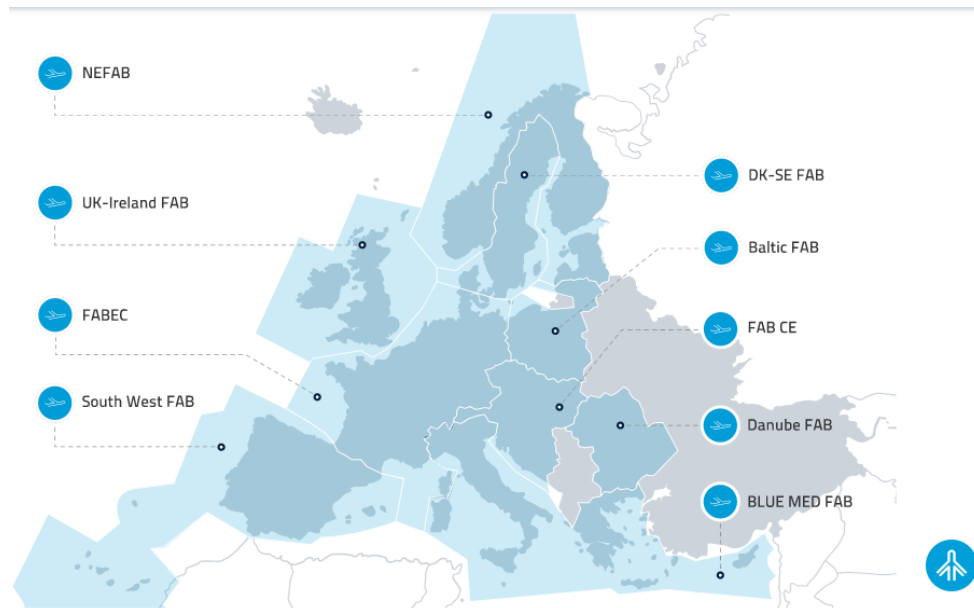 NEFAB
UK-Ireland FAB
FABEC
South West FAB
DK-SE FAB
Baltic FAB
FAB CE
Danube FAB
BLUE MED FAB